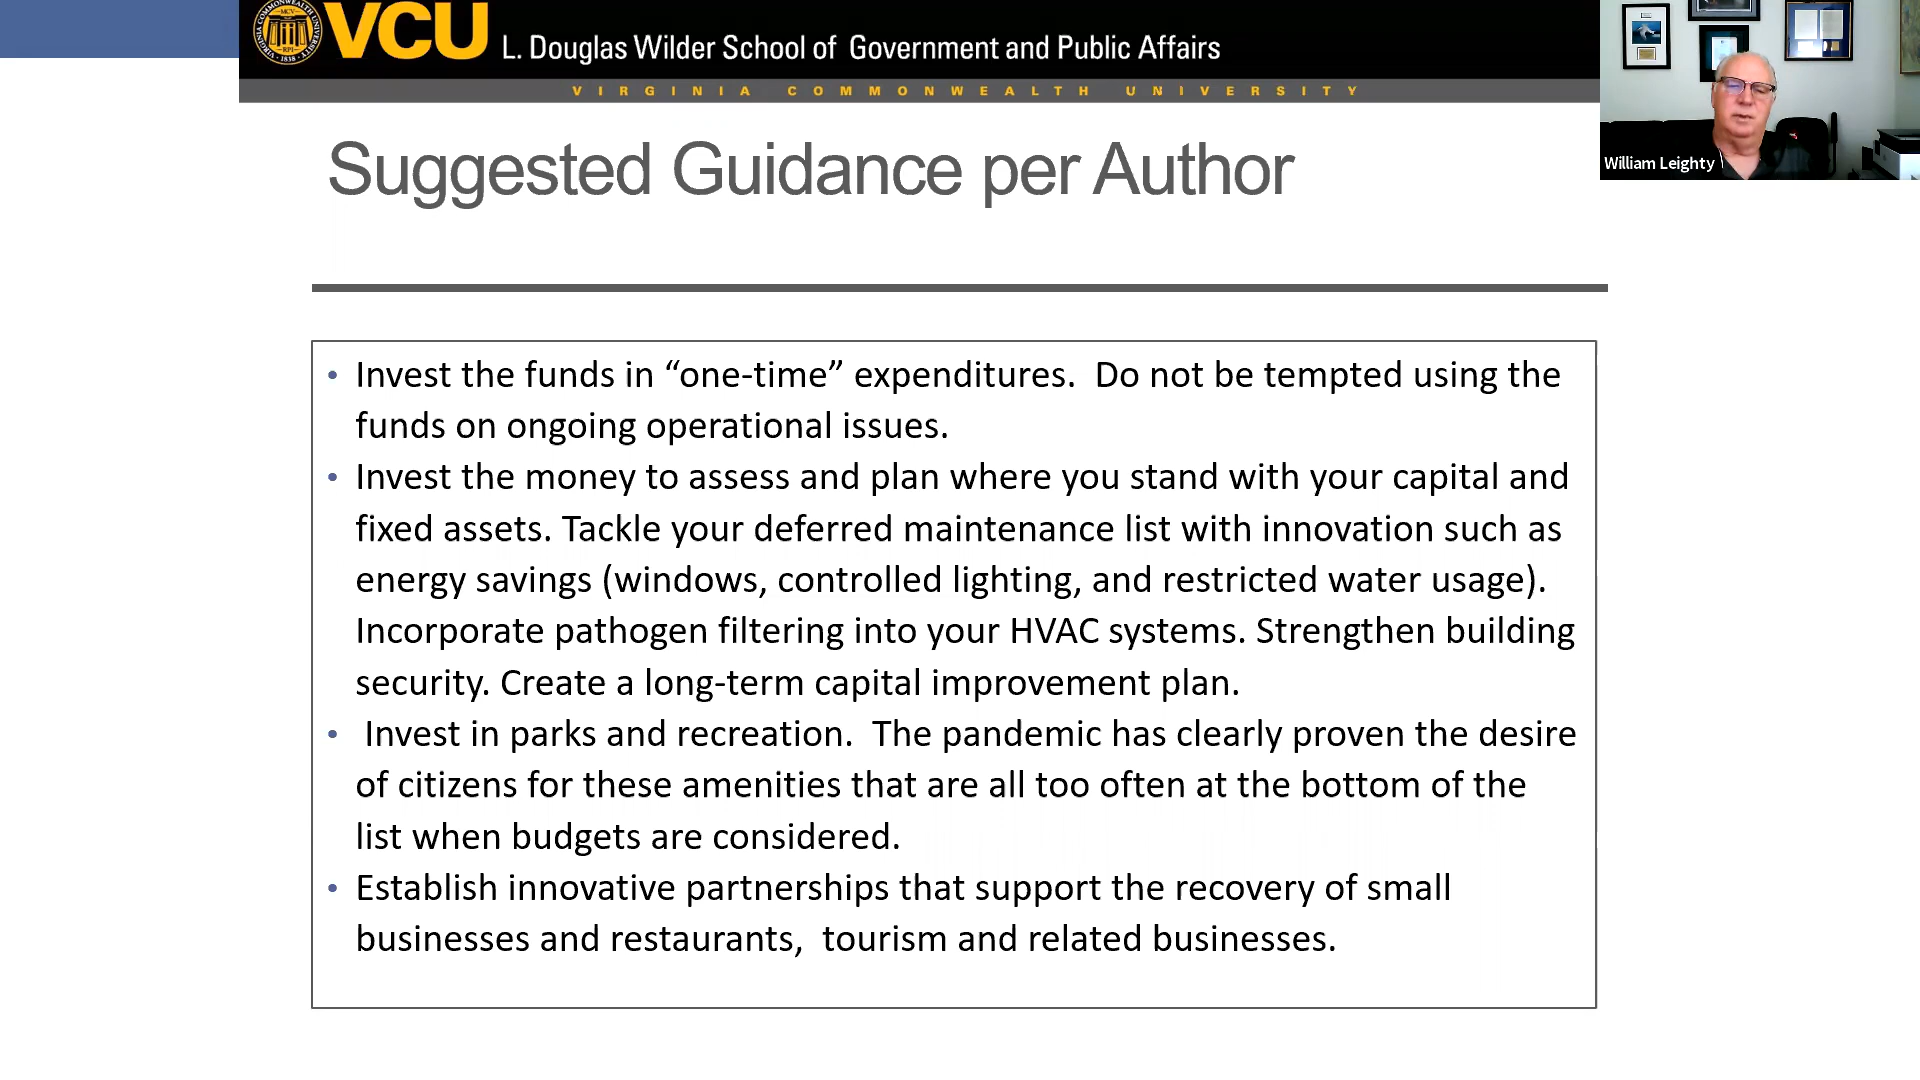 VCU L. Douglas Wilder School of Government and Public Affairs
VIRGINIA COMMONWEALTH UNIVERSITY
William Leighty
Suggested Guidance per Author
• Invest the funds in “one-time” expenditures.  Do not be tempted using the
funds on ongoing operational issues.
• Invest the money to assess and plan where you stand with your capital and
fixed assets. Tackle your deferred maintenance list with innovation such as
energy savings (windows, controlled lighting, and restricted water usage).
Incorporate pathogen filtering into your HVAC systems. Strengthen building
security. Create a long-term capital improvement plan.
• Invest in parks and recreation.  The pandemic has clearly proven the desire
of citizens for these amenities that are all too often at the bottom of the
list when budgets are considered.
• Establish innovative partnerships that support the recovery of small
businesses and restaurants,  tourism and related businesses.